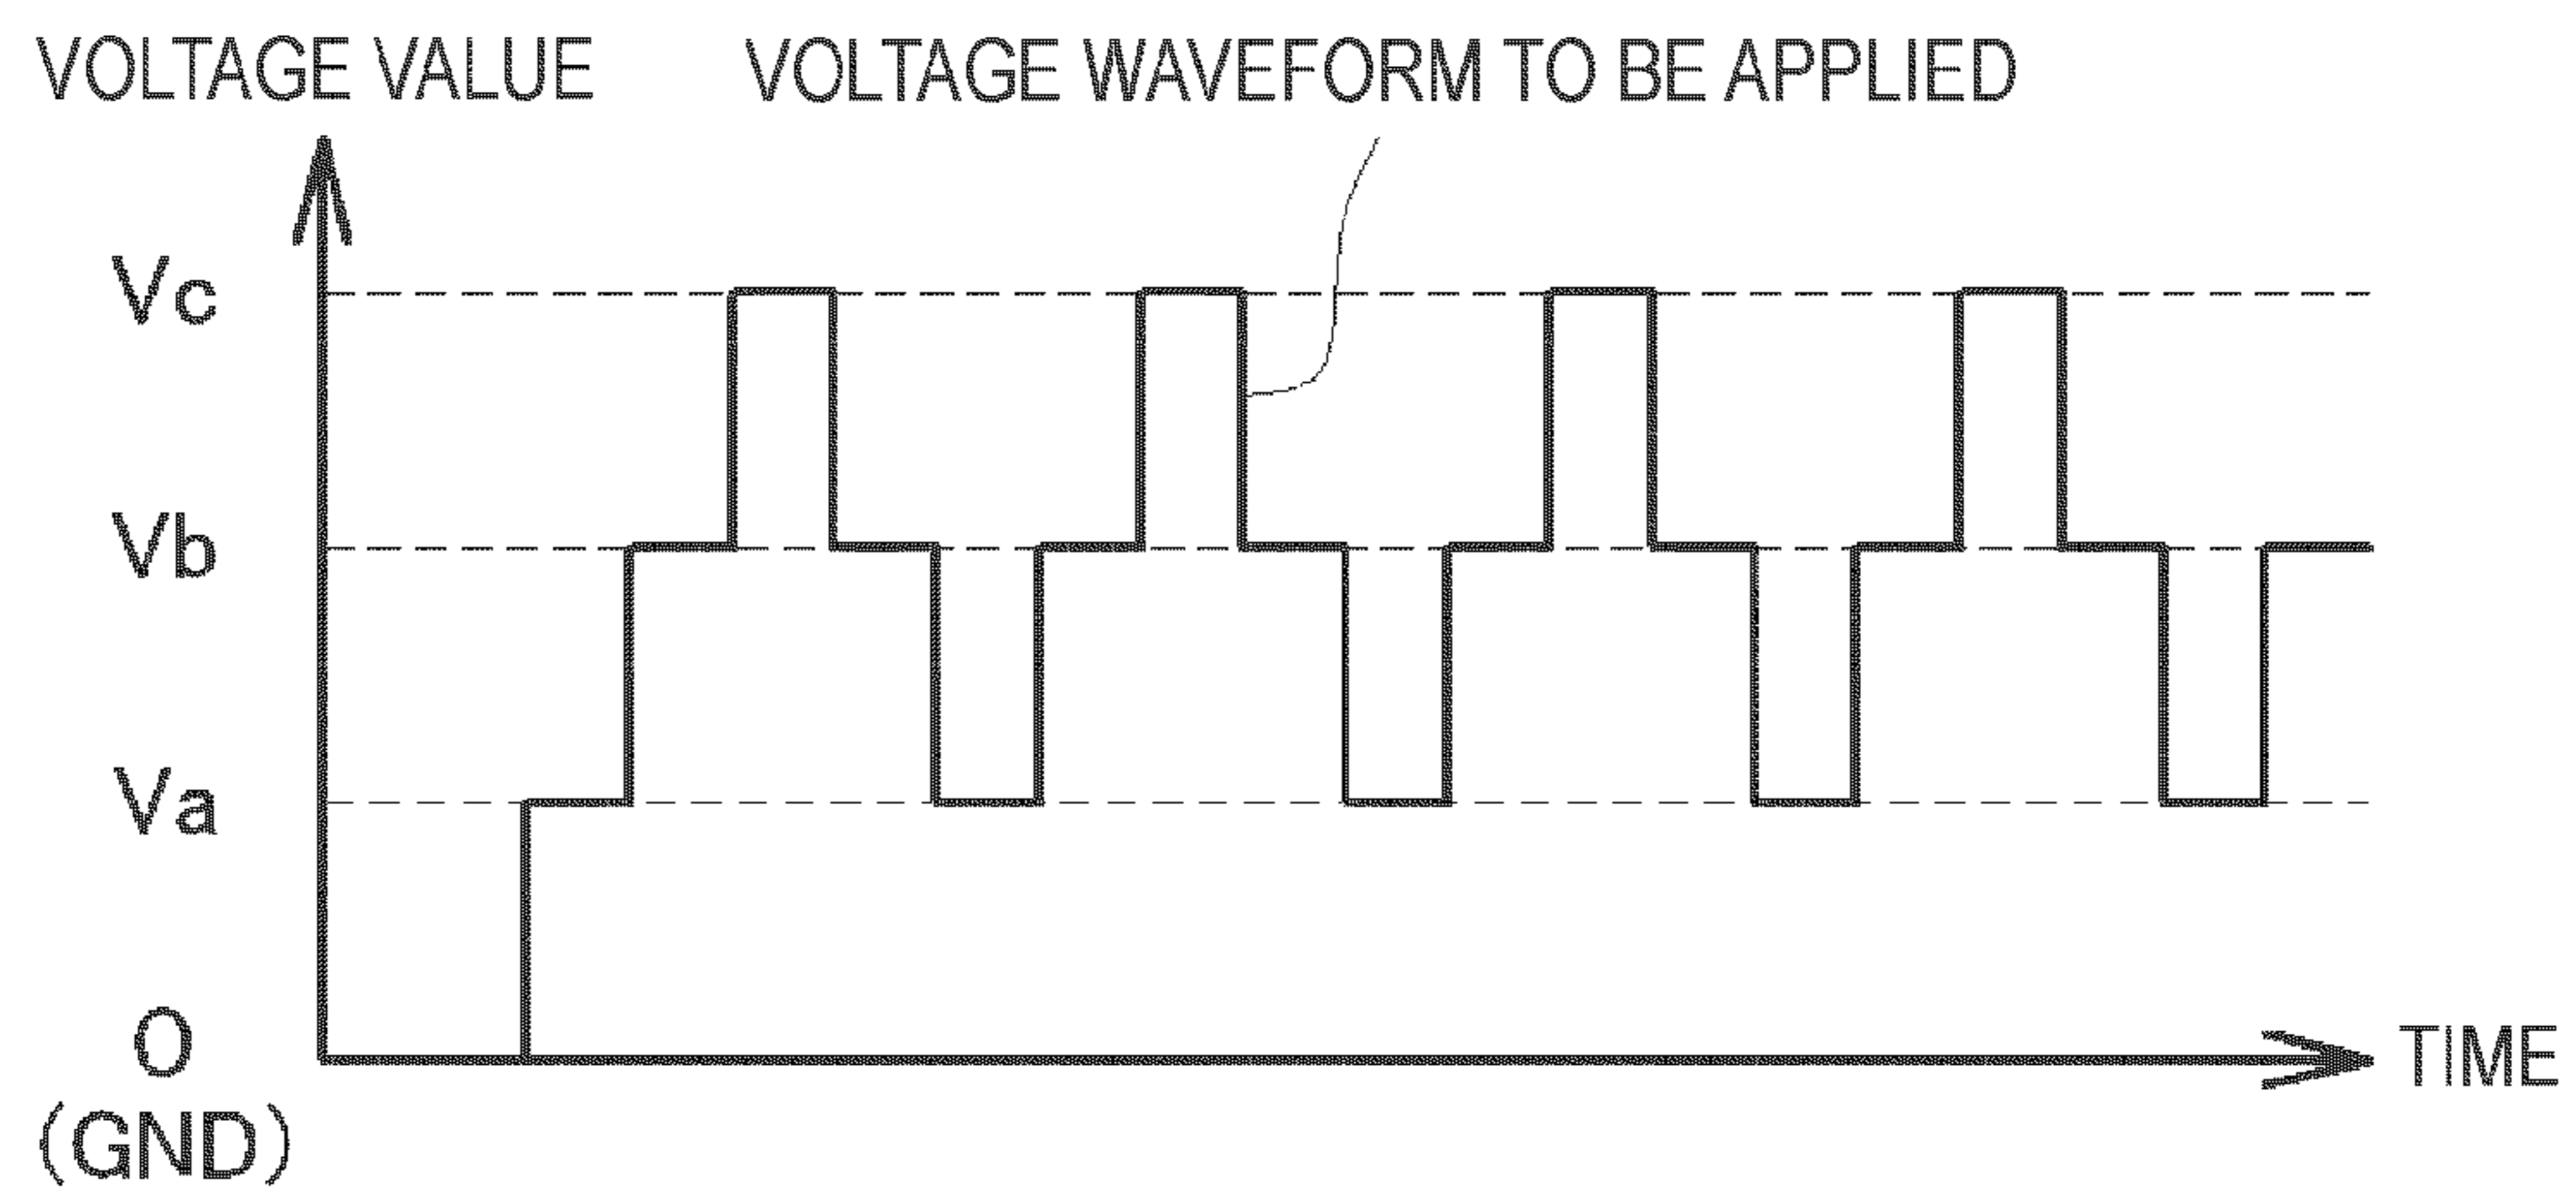 VOLTAGE VALUE
VOLTAGE WAVEFORM TO BE APPLIED
Vc
Vb
Va
O
(GND)
TIME